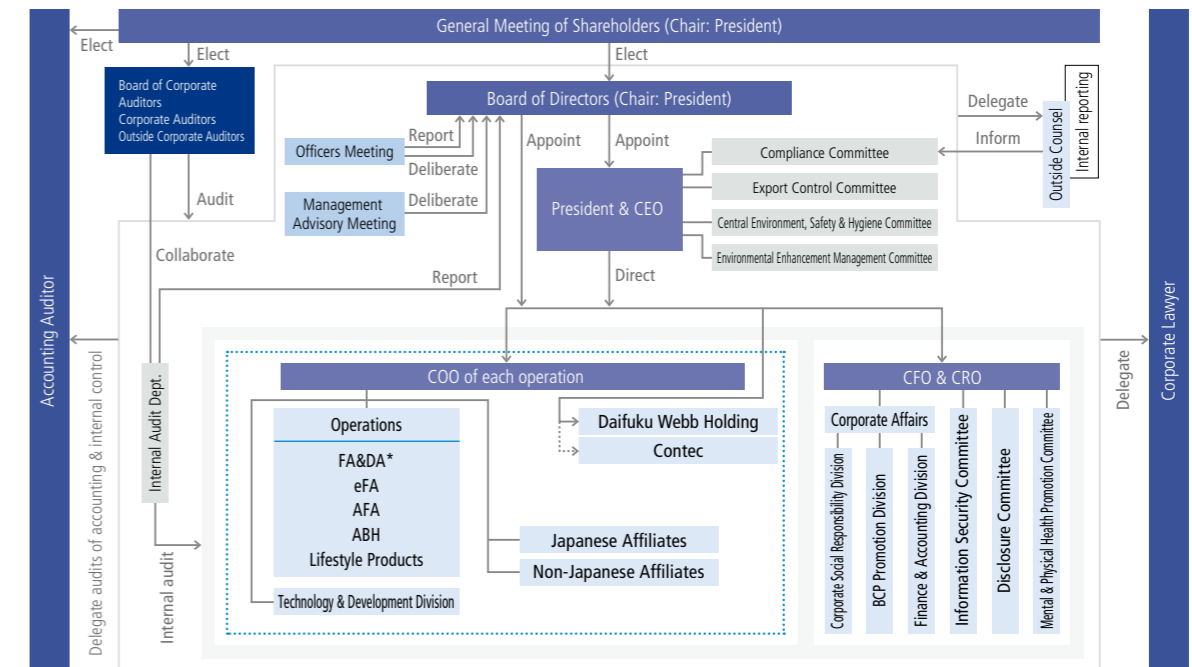 General Meeting of Shareholders (Chair: President)
Elect
Elect
Elect
Board of Corporate
Auditors
Corporate Auditors
Outside Corporate Auditors
Board of Directors (Chair: President)
Delegate
Inform
Outside Counsel
Internal reporting
Officers Meeting
Report
Deliberate
Management
Advisory Meeting
Deliberate
Appoint
Appoint
President & CEO
Compliance Committee
Export Control Committee
Central Environment, Safety & Hygiene Committee
Environmental Enhancement Management Committee
Audit
Collaborate
Report
Direct
Accounting Auditor
Corporate Lawyer
Delegate
Delegate audits of accounting & internal control
Internal Audit Dept.
Internal audit
COO of each operation
Operations
FA&DA*
eFA
AFA
ABH
Lifestyle Products
Technology & Development Division
Daifuku Webb Holding
Contec
Japanese Affiliates
Non-Japanese Affiliates
CFO & CRO
Corporate Affairs
Corporate Social Responsibility Division
BCP Promotion Division
Finance & Accounting Division
Information Security Committee
Disclosure Committee
Mental & Physical Health Promotion Committee